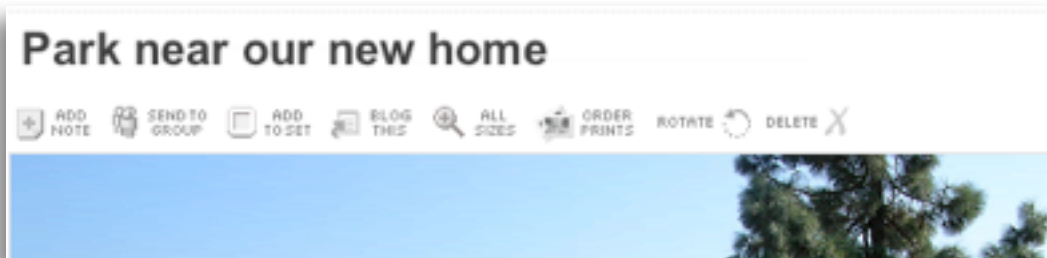 Park near our new home
ADD NOTE SEND TO GROUP ADD TO SET BLOG THIS ALL SIZES ORDER PRINTS ROTATE DELETE